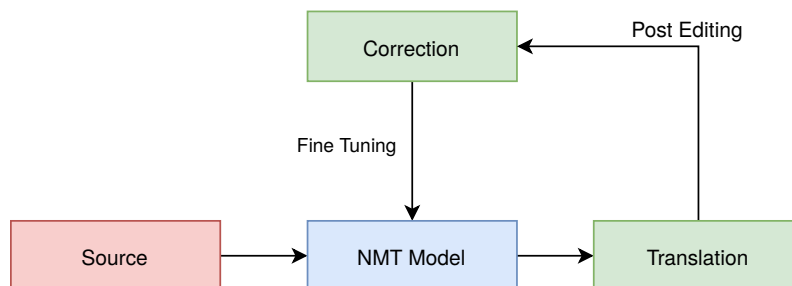 Post Editing
Correction
Fine Tuning
Source
NMT Model
Translation